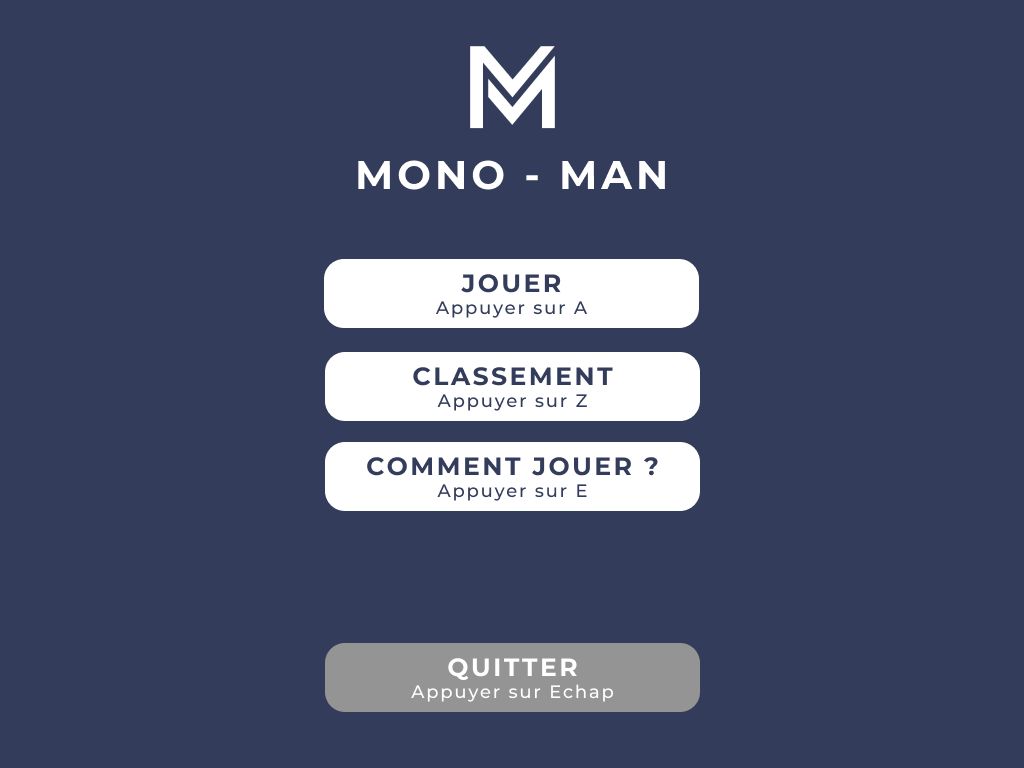 MONO - MAN
JOUER
Appuyer sur A
CLASSEMENT
Appuyer sur Z
COMMENT JOUER ?
Appuyer sur E
QUITTER
Appuyer sur Echap